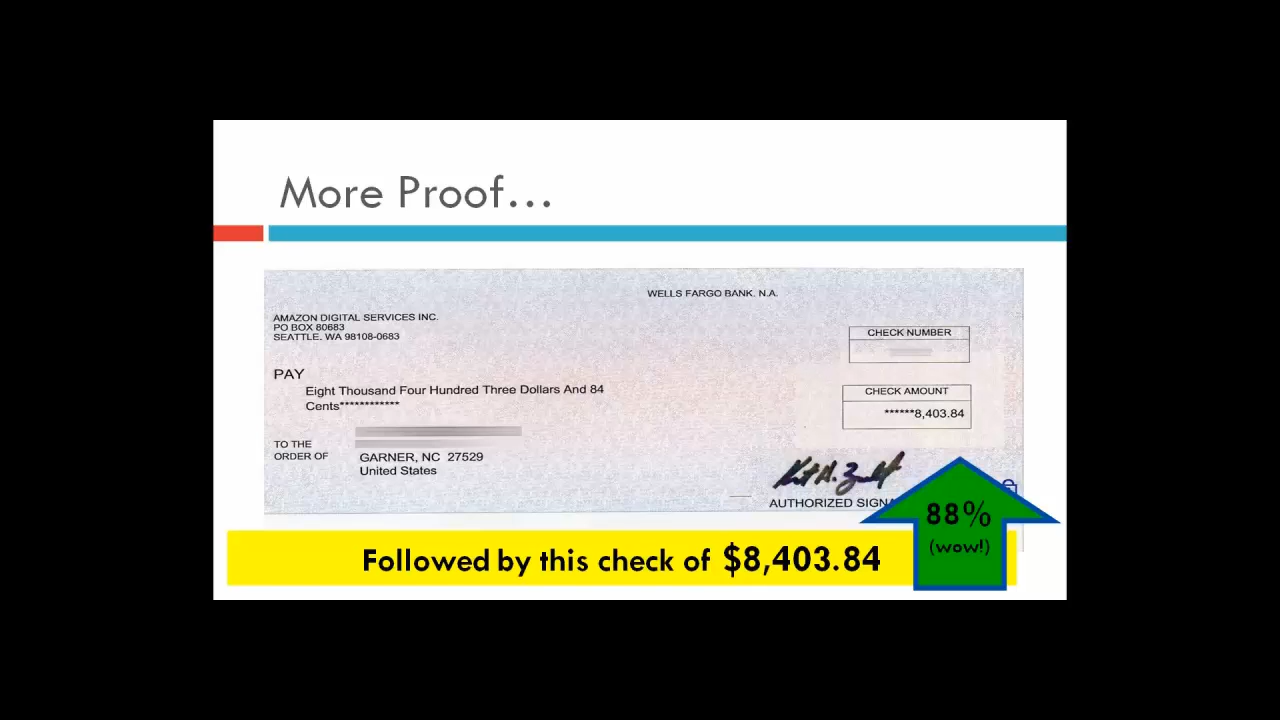 More Proof...
WELLS FARGO BANK, N.A.
AMAZON DIGITAL SERVICES INC.
PO BOX 80683
SEATTLE, WA 98108-0683
CHECK NUMBER
PAY
Eight Thousand Four Hundred Three Dollars And 84
Cents************
CHECK AMOUNT
******8,403.84
TO THE
ORDER OF
GARNER, NC 27529
United States
AUTHORIZED SIGNA
88%
(wow!)
Followed by this check of $8,403.84